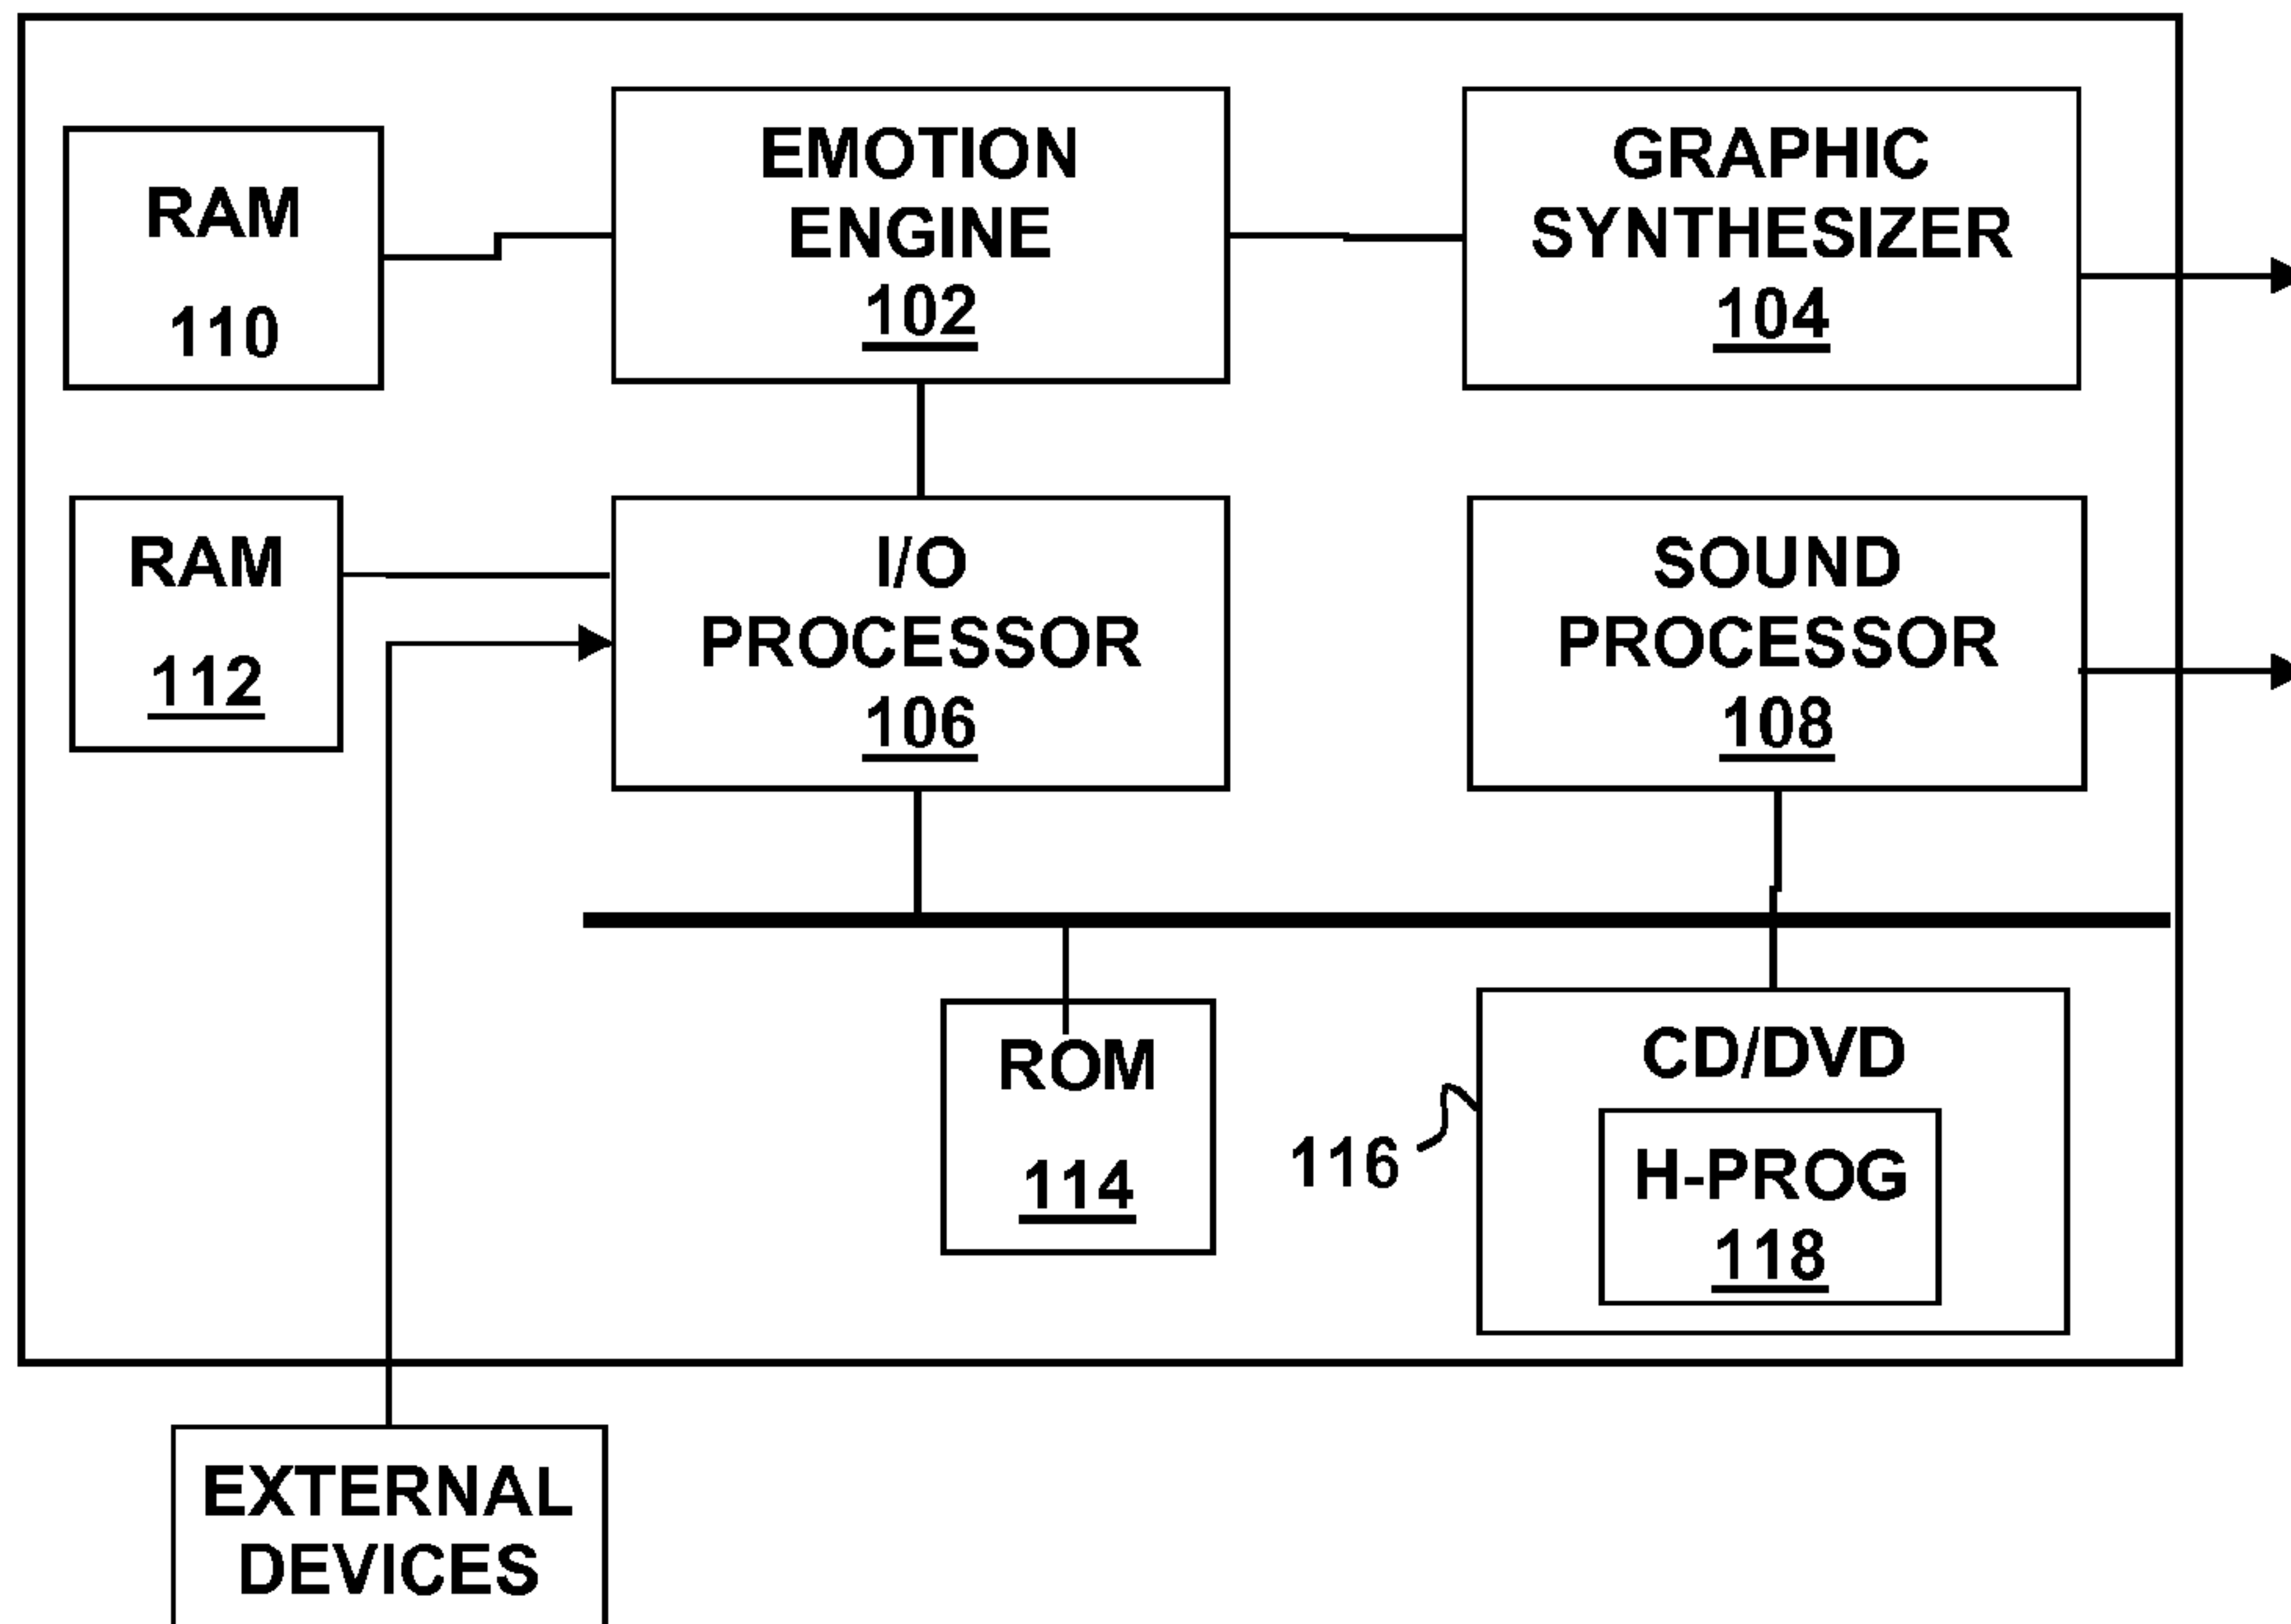 RAM
110
EMOTION
ENGINE
102
GRAPHIC
SYNTHESIZER
104
RAM
112
I/O
PROCESSOR
106
SOUND
PROCESSOR
108
ROM
114
116
CD/DVD
H-PROG
118
EXTERNAL
DEVICES